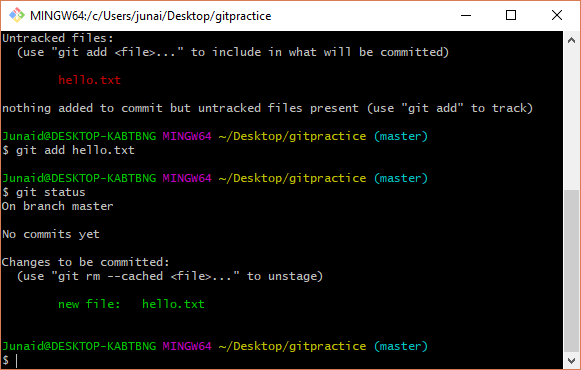 MINGW64:/c/Users/junai/Desktop/gitpractice
Untracked files:
  (use "git add <file>..." to include in what will be committed)
        hello.txt
nothing added to commit but untracked files present (use "git add" to track)
Junaid@DESKTOP-KABTBNG MINGW64 ~/Desktop/gitpractice (master)
$ git add hello.txt
Junaid@DESKTOP-KABTBNG MINGW64 ~/Desktop/gitpractice (master)
$ git status
On branch master
No commits yet
Changes to be committed:
  (use "git rm --cached <file>..." to unstage)
        new file:   hello.txt
Junaid@DESKTOP-KABTBNG MINGW64 ~/Desktop/gitpractice (master)
$